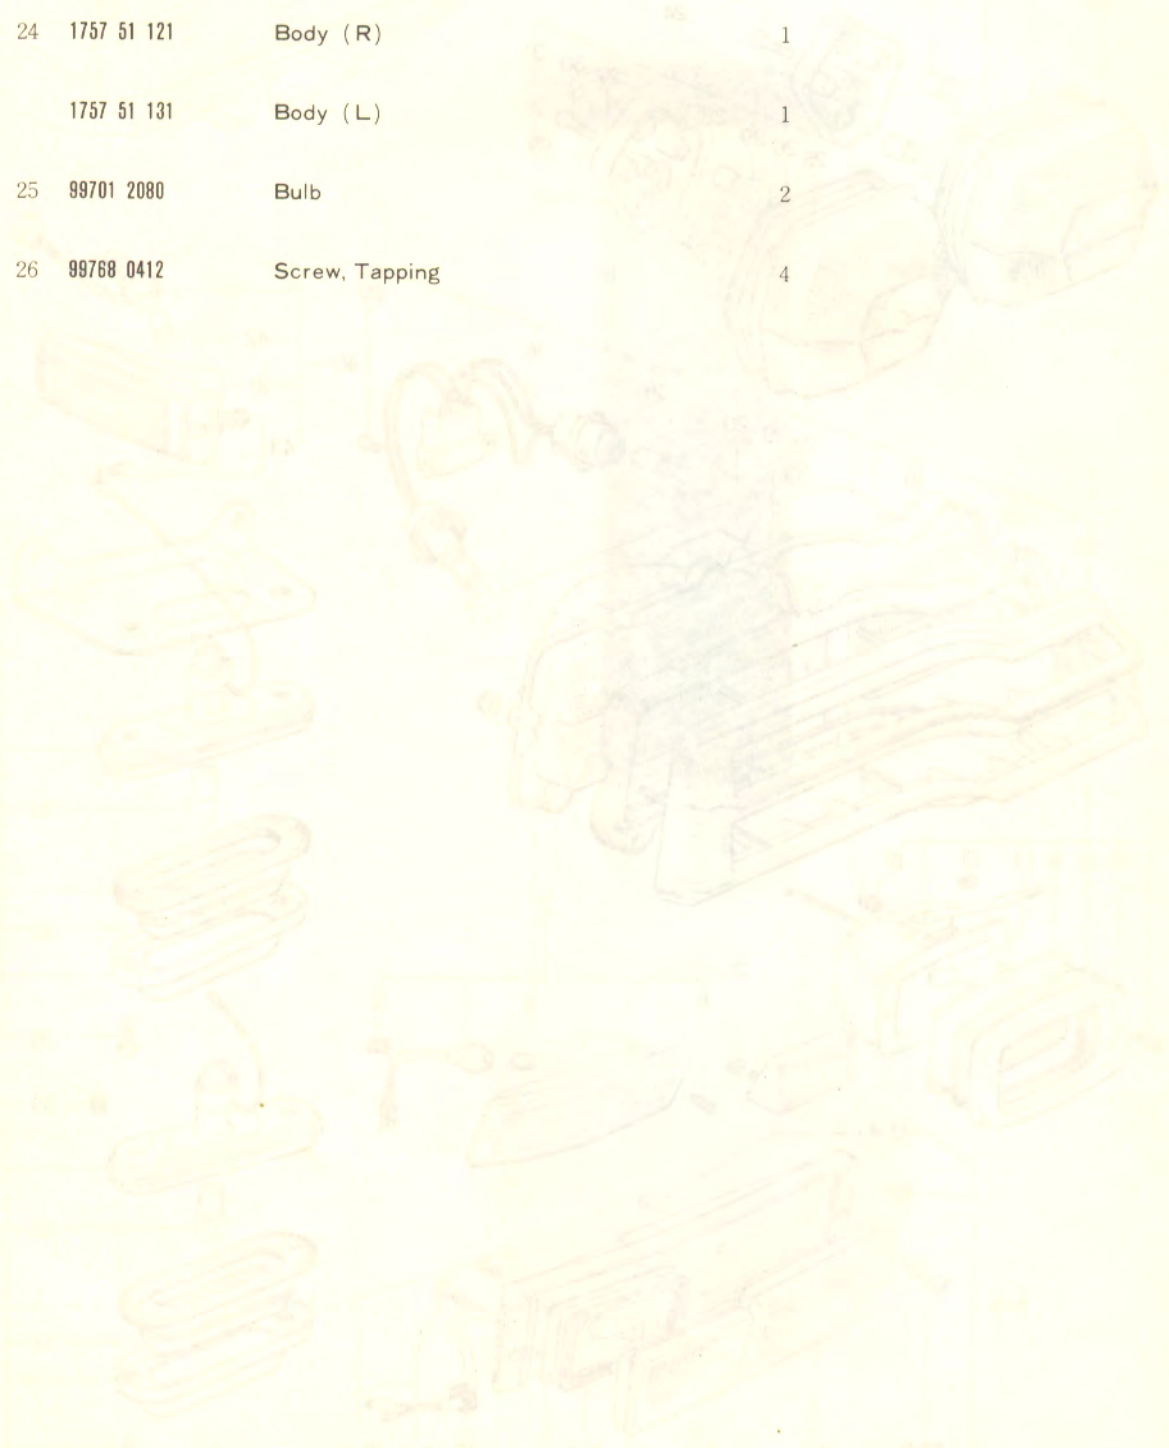 24 1757 51 121 Body (R) 1
1757 51 131 Body (L) 1
25 99701 2080 Bulb 2
26 99768 0412 Screw, Tapping 4